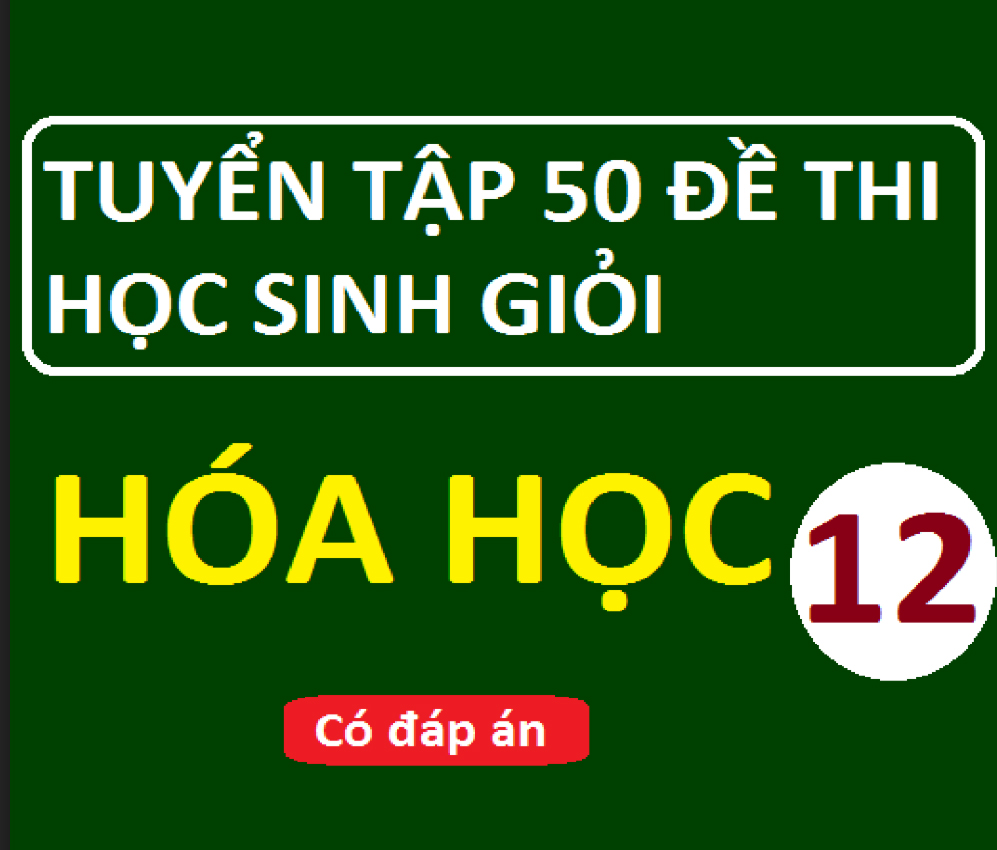 TUYỂN TẬP 50 ĐỀ THI
HỌC SINH GIỎI
HÓA HỌC 12
Có đáp án